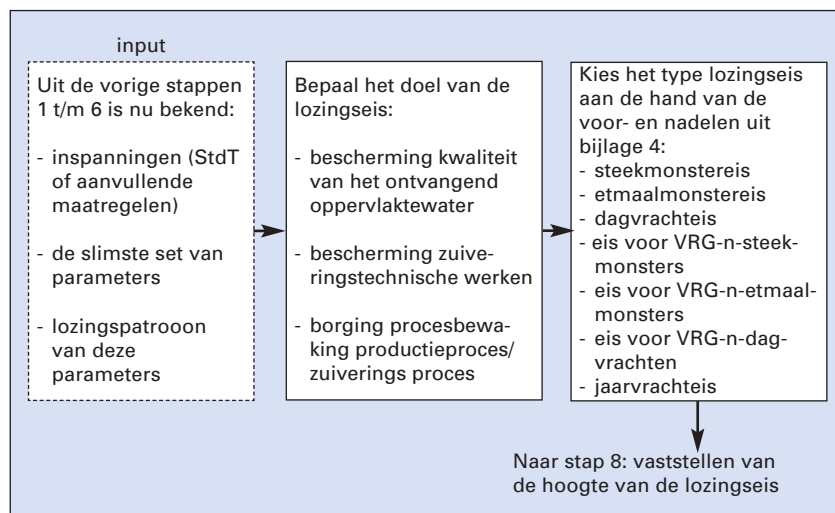 input
Uit de vorige stappen
1 t/m 6 is nu bekend:
- inspanningen (StdT
of aanvullende
maatregelen)
- de slimste set van
parameters
- lozingspatrooon
van deze
parameters
Bepaal het doel van de
lozingseis:
- bescherming kwaliteit
van het ontvangend
oppervlaktewater
- bescherming zuive-
ringstechnische werken
- borging procesbewa-
king productieproces/
zuiverings proces
Kies het type lozingseis
aan de hand van de
voor- en nadelen uit
bijlage 4:
- steekmonstereis
- etmaalmonstereis
- dagvrachteis
- eis voor VRG-n-steek-
monsters
- eis voor VRG-n-etmaal-
monsters
- eis voor VRG-n-dag-
vrachten
- jaarvrachteis
Naar stap 8: vaststellen van
de hoogte van de lozingseis